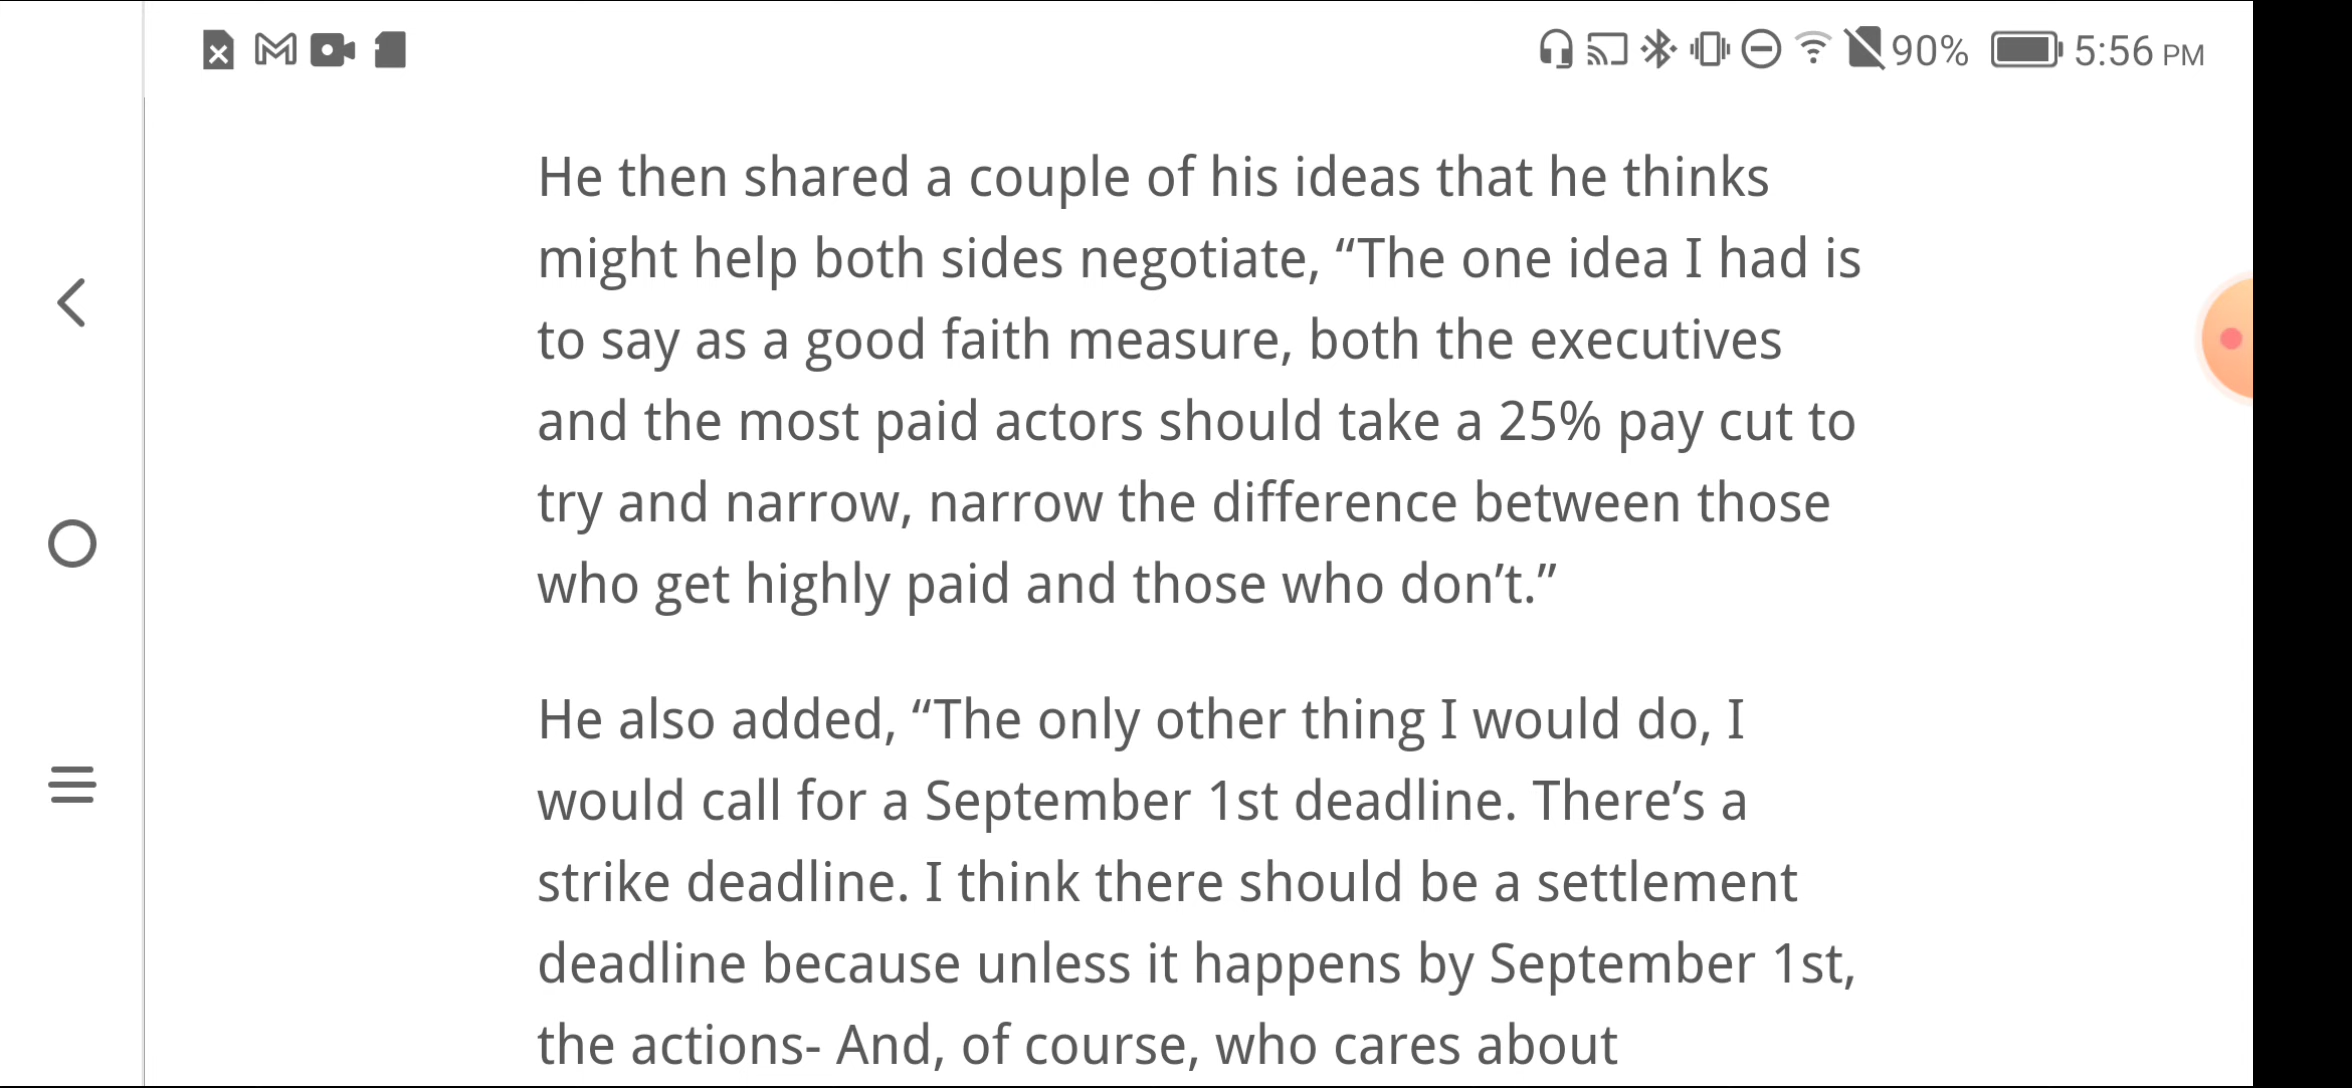 90% 5:56 PM
He then shared a couple of his ideas that he thinks
might help both sides negotiate, “The one idea I had is
to say as a good faith measure, both the executives
and the most paid actors should take a 25% pay cut to
try and narrow, narrow the difference between those
who get highly paid and those who don’t.”
He also added, “The only other thing I would do, I
would call for a September 1st deadline. There’s a
strike deadline. I think there should be a settlement
deadline because unless it happens by September 1st,
the actions- And, of course, who cares about